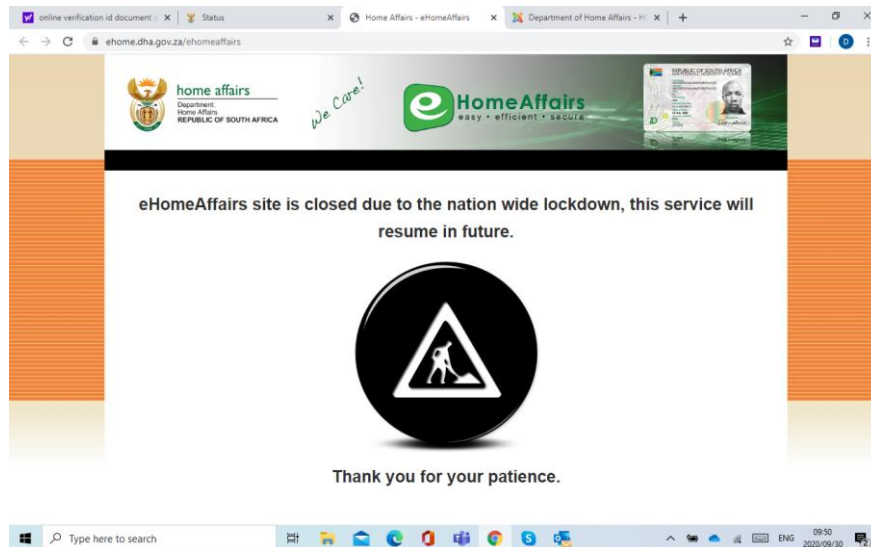 online verification id document c
Status
Home Affairs - eHomeAffairs
Department of Home Affairs - H
ehome.dha.gov.za/ehomeaffairs
D
home affairs
Department:
Home Affairs
REPUBLIC OF SOUTH AFRICA
We Care!
e HomeAffairs
easy • efficient • secure
REPUBLIC OF SOUTH AFRICA
eHomeAffairs site is closed due to the nation wide lockdown, this service will
resume in future.
Thank you for your patience.
Type here to search
ENG
09:50
2020/09/30
2